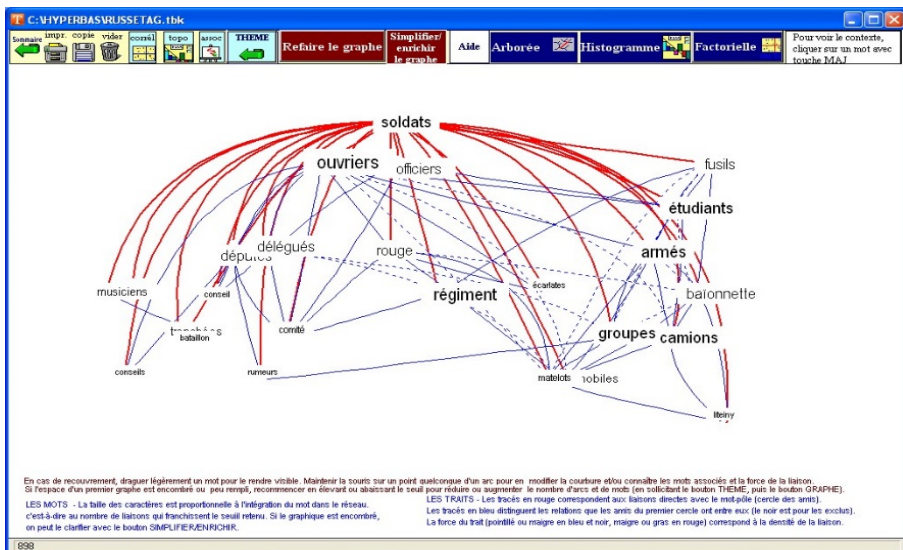 C:\HYPERBAS\RUSSETAG.tbk
Sommaire impr. copie vider corrél topo assoc THEME Refaire le graphe Simplifier/ enrichir le graphe Aide Arborée Histogramme Factorielle Pour voir le contexte, cliquer sur un mot avec touche MAJ
soldats
ouvriers officiers fusils
étudiants
délégués rouge armés
députés
musiciens conseil régiment écarlates baïonnette
tranchées bataillon comité groupes camions
conseils rumeurs matelots mobiles
liteiny
En cas de recouvrement, draguer légèrement un mot pour le rendre visible. Maintenir la souris sur un point quelconque d'un arc pour en modifier la courbure et/ou connaître les mots associés et la force de la liaison.
Si l'espace d'un premier graphe est encombré ou peu rempli, recommencer en élevant ou abaissant le seuil pour réduire ou augmenter le nombre d'arcs et de mots (en sollicitant le bouton THEME, puis le bouton GRAPHE).
LES MOTS - La taille des caractères est proportionnelle à l'intégration du mot dans le réseau.
c'est-à-dire au nombre de liaisons qui franchissent le seuil retenu. Si le graphique est encombré,
on peut le clarifier avec le bouton SIMPLIFIER/ENRICHIR.
LES TRAITS - Les tracés en rouge correspondent aux liaisons directes avec le mot-pôle (cercle des amis).
Les tracés en bleu distinguent les relations que les amis du premier cercle ont entre eux (le noir est pour les exclus).
La force du trait (pointillé ou maigre en bleu et noir, maigre ou gras en rouge) correspond à la densité de la liaison.
898